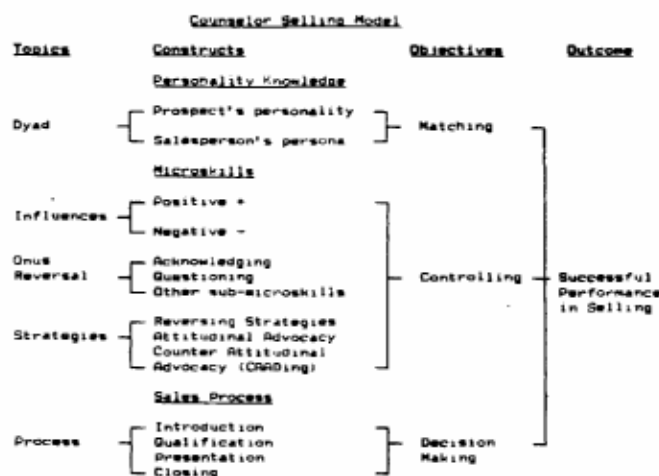 Counselor Selling Model
Topics Constructs Objectives Outcome
Personality Knowledge
Prospect's personality
Dyad Matching
Salesperson's persona
Microskills
Positive +
Influences
Negative -
Onus Acknowledging
Reversal Questioning Controlling Successful
Other sub-microskills Performance
in Selling
Reversing Strategies
Strategies Attitudinal Advocacy
Counter Attitudinal
Advocacy (CAADing)
Sales Process
Introduction
Process Qualification Decision
Presentation Making
Closing